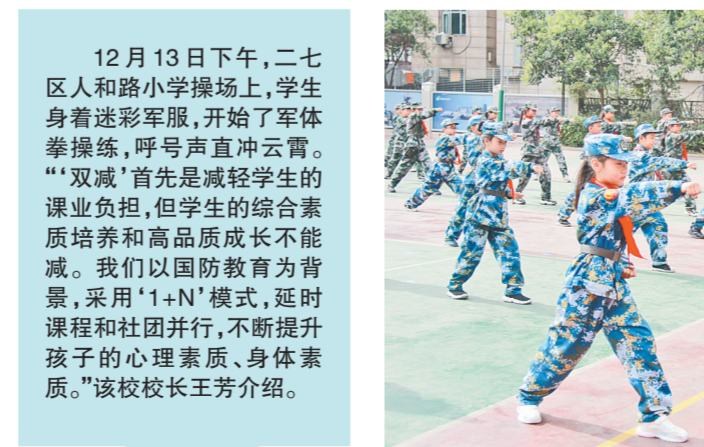 12月13日下午，二七
区人和路小学操场上，学生
身着迷彩军服，开始了军体
拳操练，呼号声直冲云霄。
“‘双减’首先是减轻学生的
课业负担，但学生的综合素
质培养和高品质成长不能
减。我们以国防教育为背
景，采用‘1+N’模式，延时
课程和社团并行，不断提升
孩子的心理素质、身体素
质。”该校校长王芳介绍。